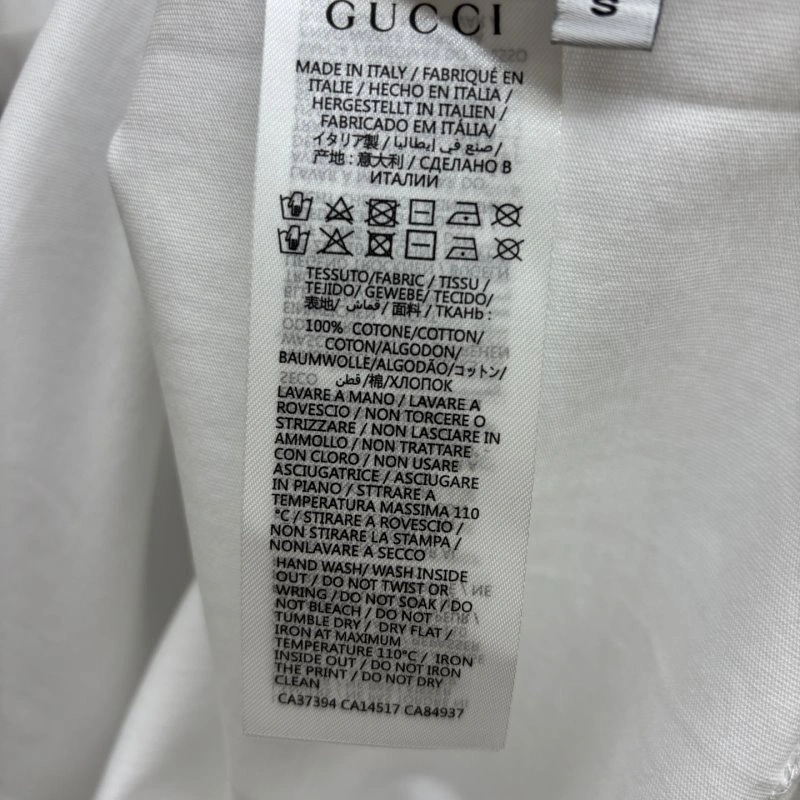 GUCCI
S
MADE IN ITALY / FABRIQUÉ EN
ITALIE / HECHO EN ITALIA /
HERGESTELLT IN ITALIEN /
FABRICADO EM ITÁLIA/
イタリア製 / صنع في إيطاليا /
产地 : 意大利 / СДЕЛАНО В
ИТАЛИИ
TESSUTO/FABRIC / TISSU /
TEJIDO/ GEWEBE/ TECIDO/
表地/ قماش / 面料 / ТКАНЬ :
100% COTONE/COTTON/
COTON/ALGODON/
BAUMWOLLE/ALGODÃO/コットン/
قطن /棉/ХЛОПОК
LAVARE A MANO / LAVARE A
ROVESCIO / NON TORCERE O
STRIZZARE / NON LASCIARE IN
AMMOLLO / NON TRATTARE
CON CLORO / NON USARE
ASCIUGATRICE / ASCIUGARE
IN PIANO / STTRARE A
TEMPERATURA MASSIMA 110
°C / STIRARE A ROVESCIO /
NON STIRARE LA STAMPA /
NONLAVARE A SECCO
HAND WASH/ WASH INSIDE
OUT / DO NOT TWIST OR
WRING / DO NOT SOAK / DO
NOT BLEACH / DO NOT
TUMBLE DRY / DRY FLAT /
IRON AT MAXIMUM
TEMPERATURE 110°C / IRON
INSIDE OUT / DO NOT IRON
THE PRINT / DO NOT DRY
CLEAN
CA37394 CA14517 CA84937